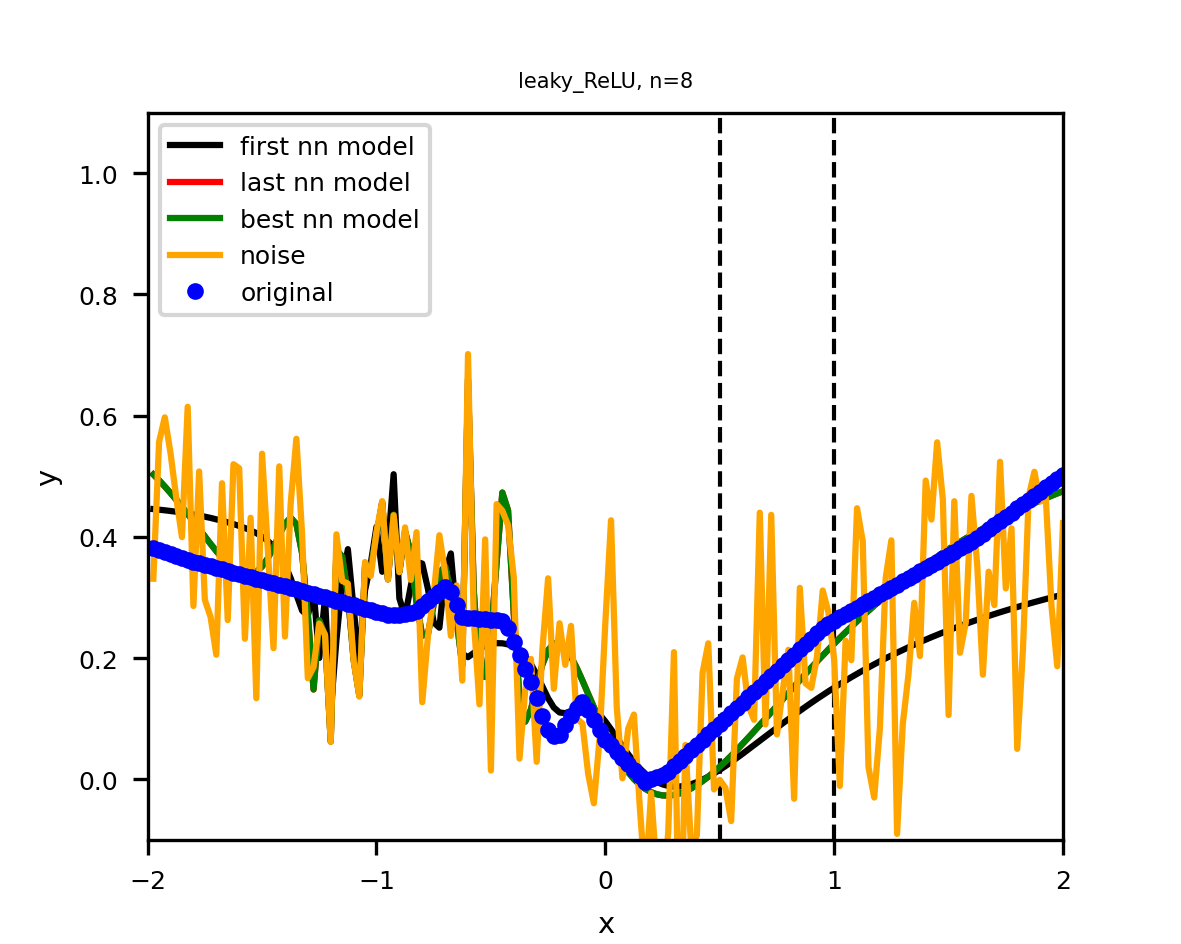 leaky_ReLU, n=8
first nn model
last nn model
best nn model
noise
original
1.0
0.8
0.6
0.4
0.2
0.0
y
−2
−1
0
1
2
x